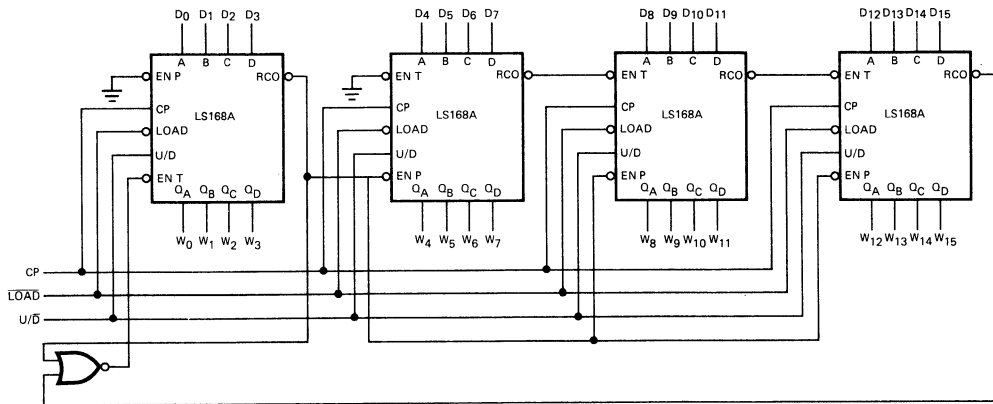 D0 D1 D2 D3 D4 D5 D6 D7 D8 D9 D10 D11 D12 D13 D14 D15
A B C D A B C D A B C D A B C D
EN P RCO EN T RCO EN T RCO EN T RCO
CP CP CP CP
LS168A LS168A LS168A LS168A
LOAD LOAD LOAD LOAD
U/D U/D U/D U/D
EN T EN P EN P EN P
QA QB QC QD QA QB QC QD QA QB QC QD QA QB QC QD
W0 W1 W2 W3 W4 W5 W6 W7 W8 W9 W10 W11 W12 W13 W14 W15
CP
L̅O̅A̅D̅
U/D̅